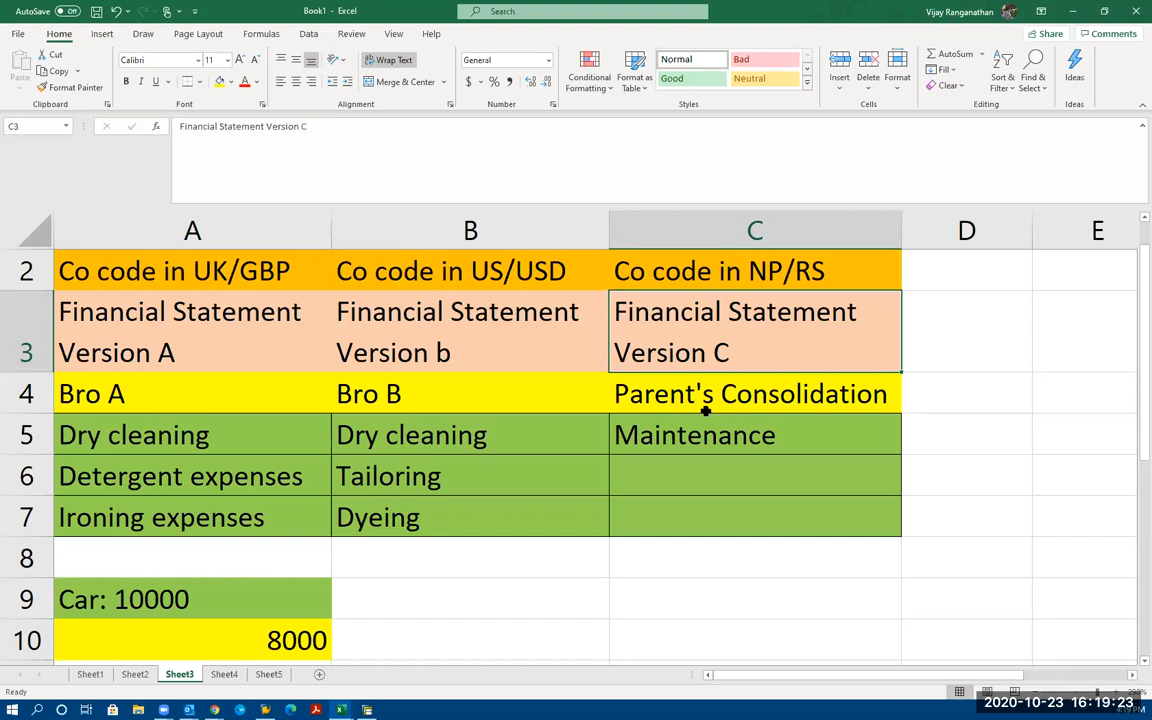 AutoSave Off
Book1 - Excel
Search
Vijay Ranganathan
File Home Insert Draw Page Layout Formulas Data Review View Help
Share Comments
Paste
Cut
Copy
Format Painter
Clipboard
Calibri 11
B I U
Font
Wrap Text
Merge & Center
Alignment
General
$ % ,
Number
Conditional Formatting
Format as Table
Normal Bad
Good Neutral
Styles
Insert Delete Format
Cells
AutoSum
Fill
Clear
Sort & Filter
Find & Select
Editing
Ideas
Ideas
C3 fx Financial Statement Version C
A B C D E
2 Co code in UK/GBP Co code in US/USD Co code in NP/RS
Financial Statement Financial Statement Financial Statement
3 Version A Version b Version C
4 Bro A Bro B Parent's Consolidation
5 Dry cleaning Dry cleaning Maintenance
6 Detergent expenses Tailoring
7 Ironing expenses Dyeing
8
9 Car: 10000
10 8000
Sheet1 Sheet2 Sheet3 Sheet4 Sheet5
Ready
2020-10-23 16:19:23